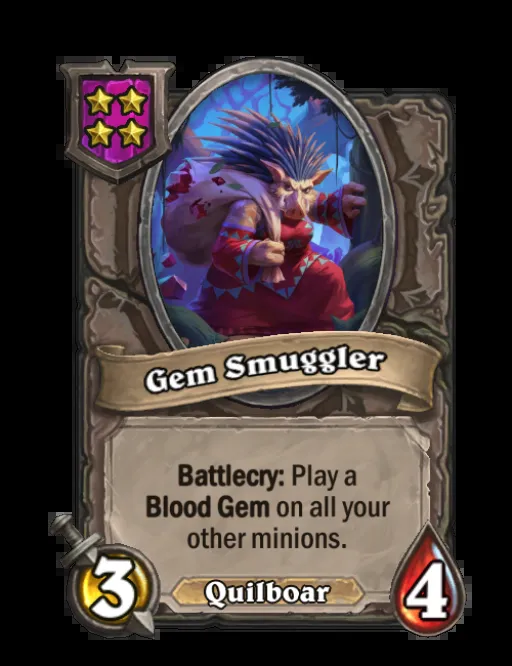 Gem Smuggler
Battlecry: Play a
Blood Gem on all your
other minions.
3
Quilboar
4